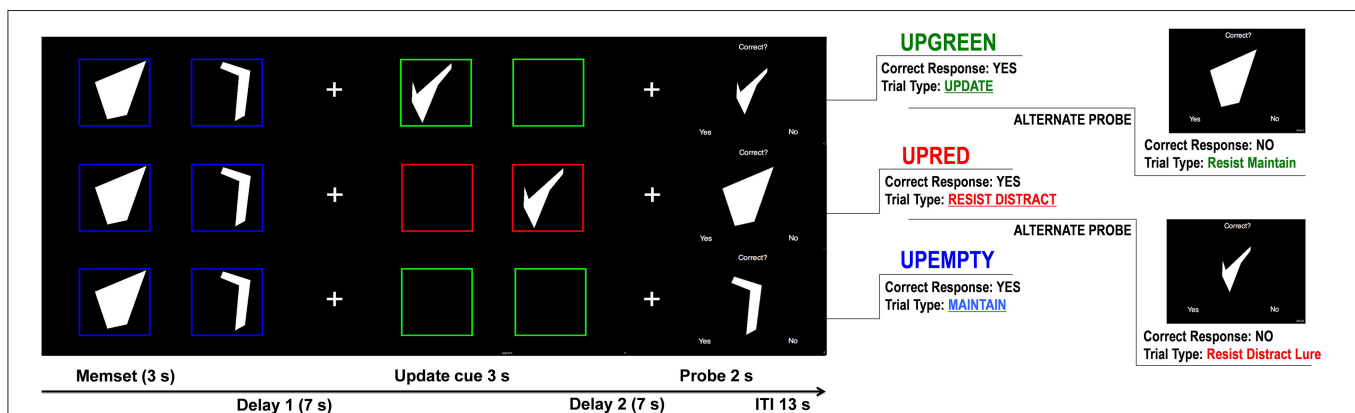 Correct?
Yes No
Correct?
Yes No
Correct?
Yes No
UPGREEN
Correct Response: YES
Trial Type: UPDATE
ALTERNATE PROBE
Correct?
Yes No
Correct Response: NO
Trial Type: Resist Maintain
UPRED
Correct Response: YES
Trial Type: RESIST DISTRACT
ALTERNATE PROBE
Correct?
Yes No
Correct Response: NO
Trial Type: Resist Distract Lure
UPEMPTY
Correct Response: YES
Trial Type: MAINTAIN
Memset (3 s) Update cue 3 s Probe 2 s
Delay 1 (7 s) Delay 2 (7 s) ITI 13 s